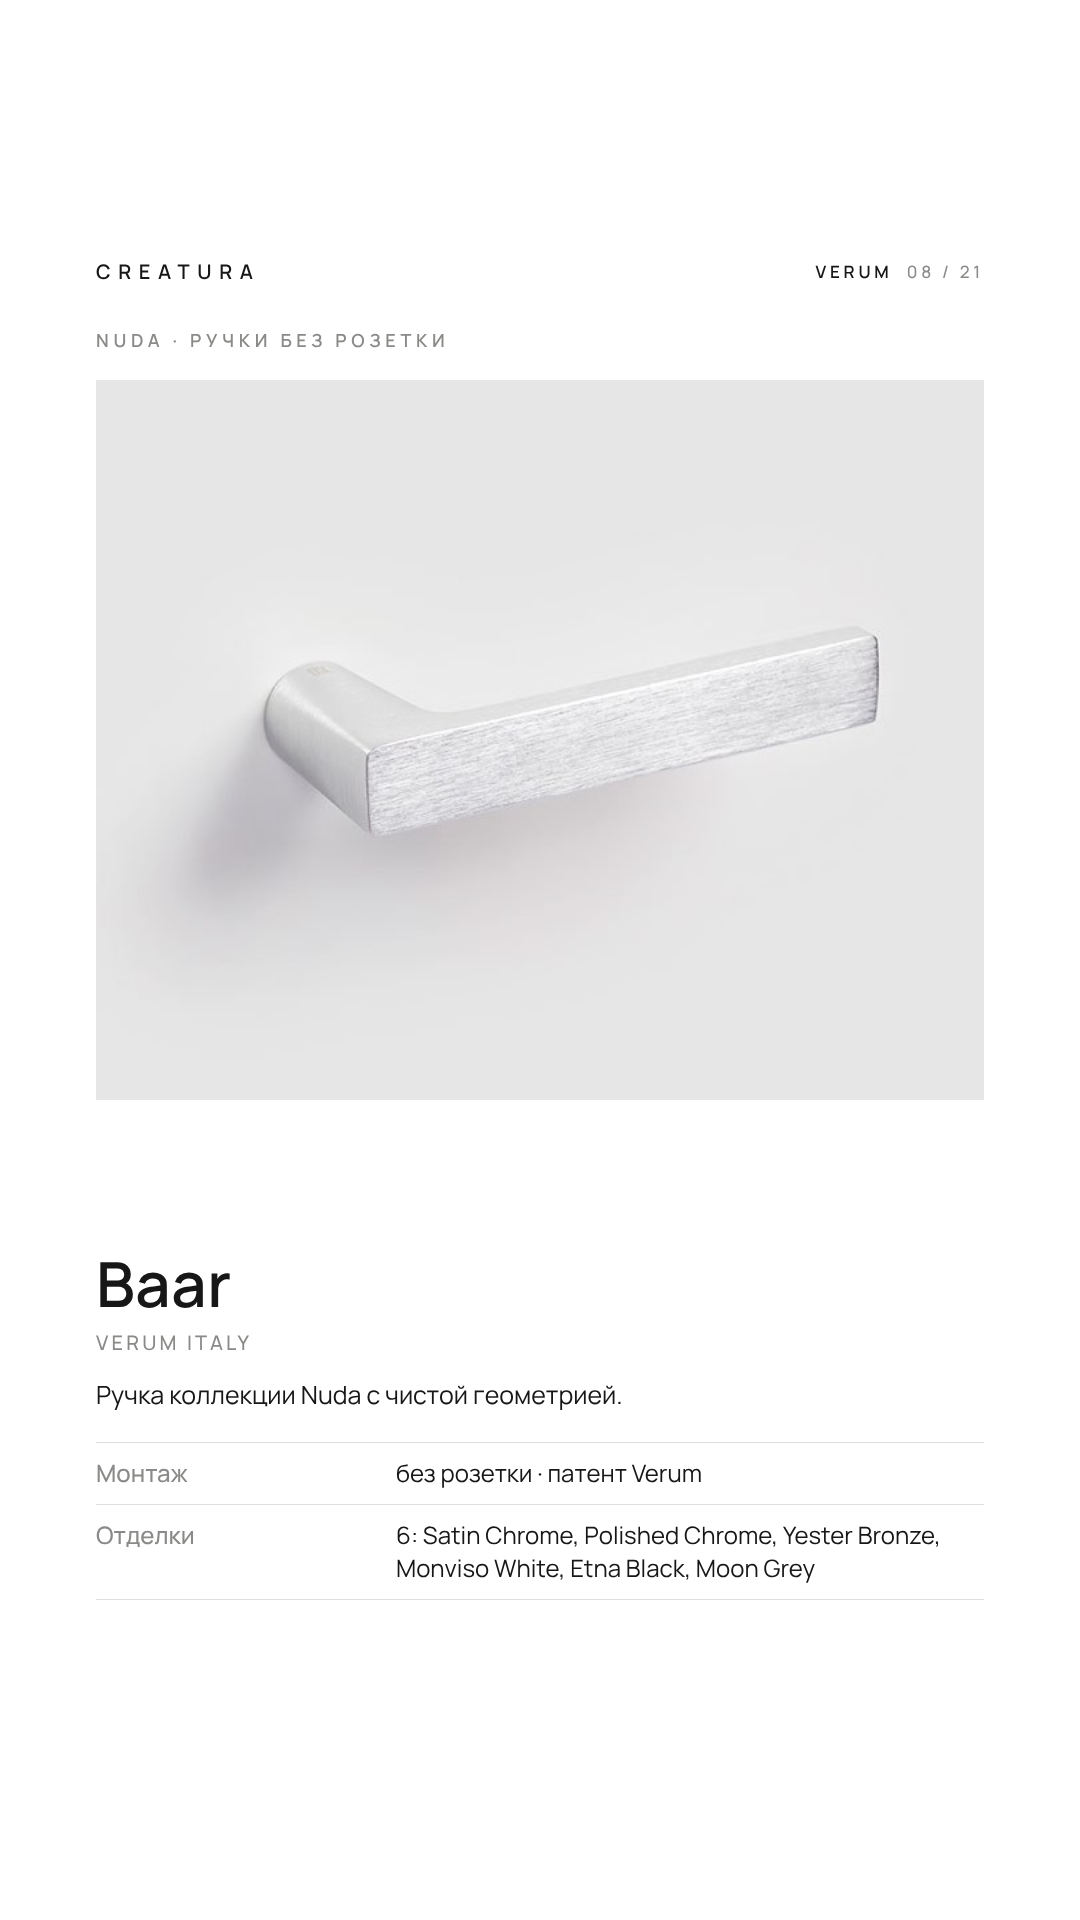 CREATURA
VERUM 08 / 21
NUDA · РУЧКИ БЕЗ РОЗЕТКИ
Baar
VERUM ITALY
Ручка коллекции Nuda с чистой геометрией.
Монтаж без розетки · патент Verum
Отделки 6: Satin Chrome, Polished Chrome, Yester Bronze,
Monviso White, Etna Black, Moon Grey